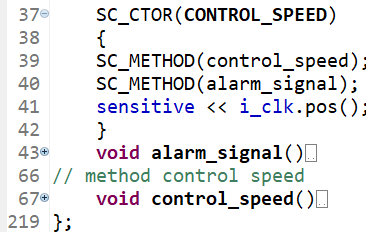 37 SC_CTOR(CONTROL_SPEED)
38 {
39 SC_METHOD(control_speed);
40 SC_METHOD(alarm_signal);
41 sensitive << i_clk.pos();
42 }
43 void alarm_signal()
66 // method control speed
67 void control_speed()
219 };